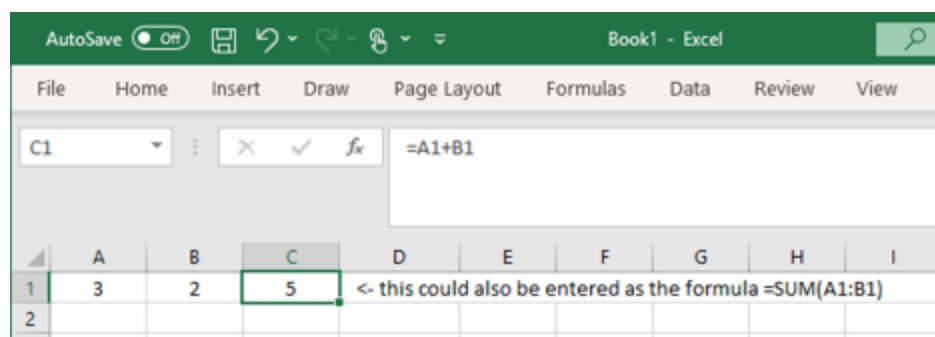 AutoSave Off Book1 - Excel
File Home Insert Draw Page Layout Formulas Data Review View
C1 fx =A1+B1
A B C D E F G H I
1 3 2 5 <- this could also be entered as the formula =SUM(A1:B1)
2